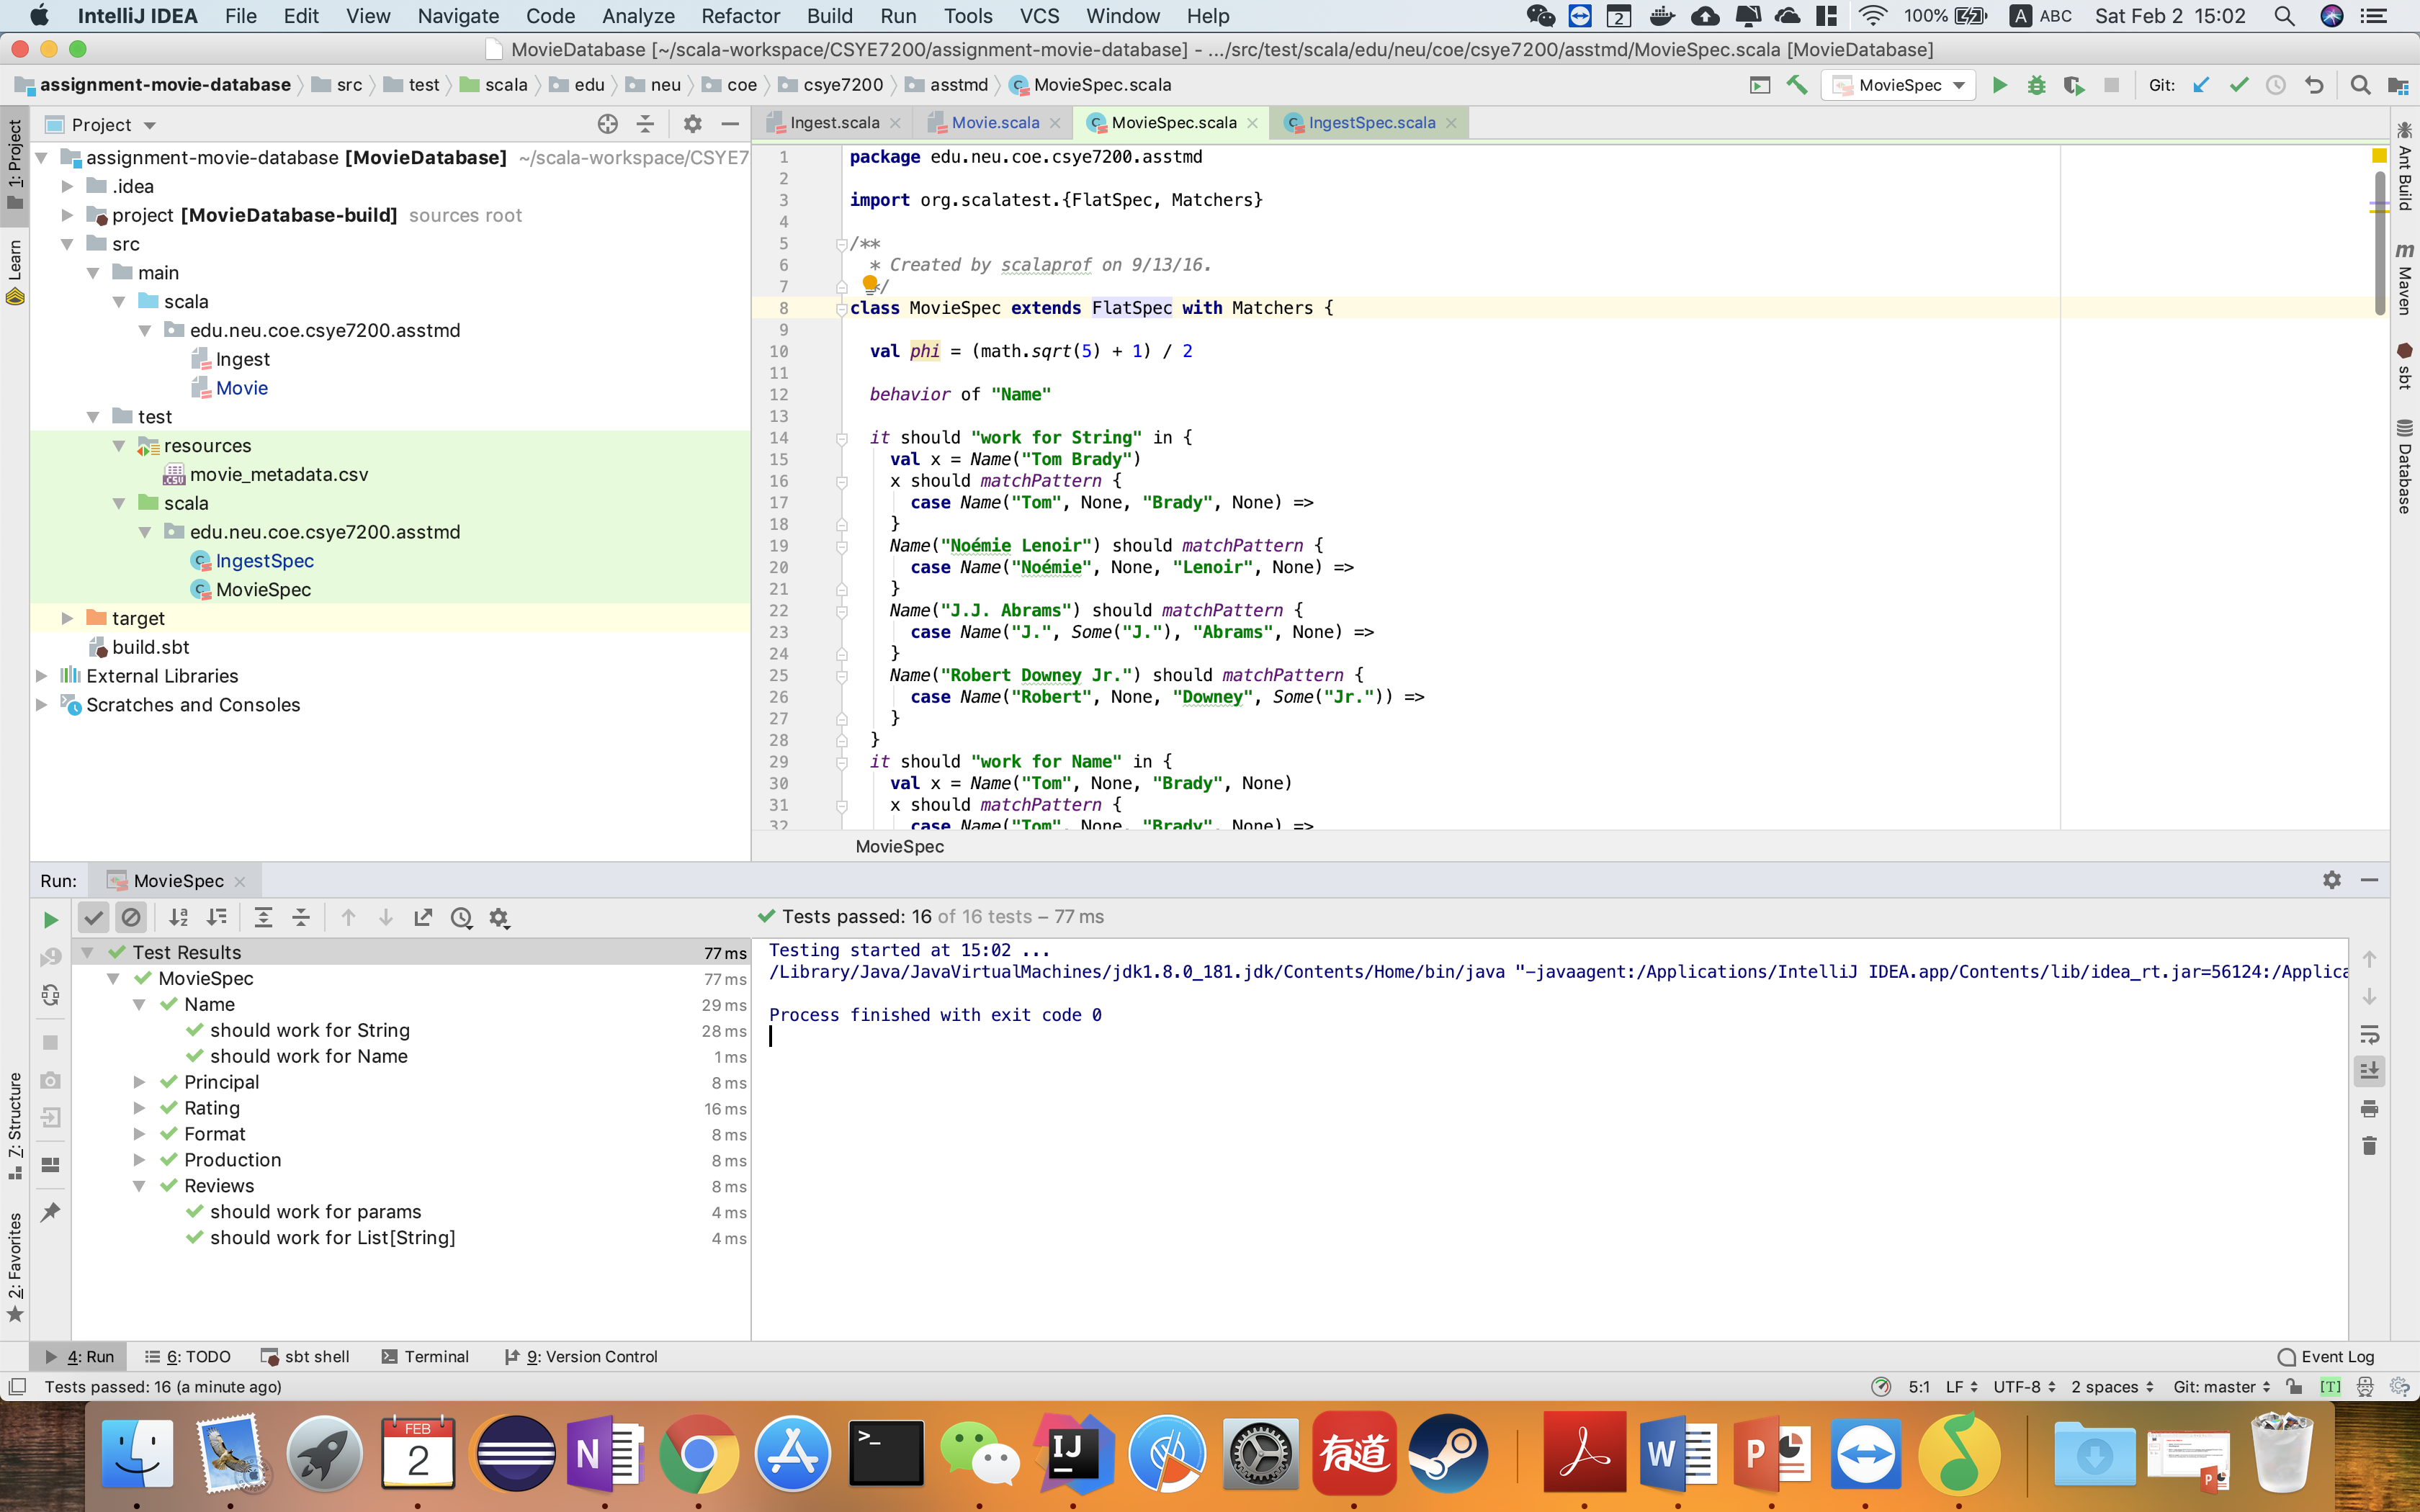 IntelliJ IDEA File Edit View Navigate Code Analyze Refactor Build Run Tools VCS Window Help 2 100% A ABC Sat Feb 2 15:02
MovieDatabase [~/scala-workspace/CSYE7200/assignment-movie-database] - .../src/test/scala/edu/neu/coe/csye7200/asstmd/MovieSpec.scala [MovieDatabase]
assignment-movie-database src test scala edu neu coe csye7200 asstmd MovieSpec.scala MovieSpec Git:
Project
Ingest.scala Movie.scala MovieSpec.scala IngestSpec.scala
1: Project
Learn
7: Structure
2: Favorites
assignment-movie-database [MovieDatabase] ~/scala-workspace/CSYE7
.idea
project [MovieDatabase-build] sources root
src
main
scala
edu.neu.coe.csye7200.asstmd
Ingest
Movie
test
resources
movie_metadata.csv
scala
edu.neu.coe.csye7200.asstmd
IngestSpec
MovieSpec
target
build.sbt
External Libraries
Scratches and Consoles
1 package edu.neu.coe.csye7200.asstmd
2
3 import org.scalatest.{FlatSpec, Matchers}
4
5 /**
6 * Created by scalaprof on 9/13/16.
7 */
8 class MovieSpec extends FlatSpec with Matchers {
9
10 val phi = (math.sqrt(5) + 1) / 2
11
12 behavior of "Name"
13
14 it should "work for String" in {
15 val x = Name("Tom Brady")
16 x should matchPattern {
17 case Name("Tom", None, "Brady", None) =>
18 }
19 Name("Noémie Lenoir") should matchPattern {
20 case Name("Noémie", None, "Lenoir", None) =>
21 }
22 Name("J.J. Abrams") should matchPattern {
23 case Name("J.", Some("J."), "Abrams", None) =>
24 }
25 Name("Robert Downey Jr.") should matchPattern {
26 case Name("Robert", None, "Downey", Some("Jr.")) =>
27 }
28 }
29 it should "work for Name" in {
30 val x = Name("Tom", None, "Brady", None)
31 x should matchPattern {
32 case Name("Tom", None, "Brady", None) =>
MovieSpec
Ant Build
Maven
sbt
Database
Run: MovieSpec
Tests passed: 16 of 16 tests – 77 ms
Test Results 77 ms
MovieSpec 77 ms
Name 29 ms
should work for String 28 ms
should work for Name 1 ms
Principal 8 ms
Rating 16 ms
Format 8 ms
Production 8 ms
Reviews 8 ms
should work for params 4 ms
should work for List[String] 4 ms
Testing started at 15:02 ...
/Library/Java/JavaVirtualMachines/jdk1.8.0_181.jdk/Contents/Home/bin/java "-javaagent:/Applications/IntelliJ IDEA.app/Contents/lib/idea_rt.jar=56124:/Applica
Process finished with exit code 0
4: Run 6: TODO sbt shell Terminal 9: Version Control Event Log
Tests passed: 16 (a minute ago) 5:1 LF UTF-8 2 spaces Git: master [T]
FEB
2
N
>_
IJ
有道
W
P
P